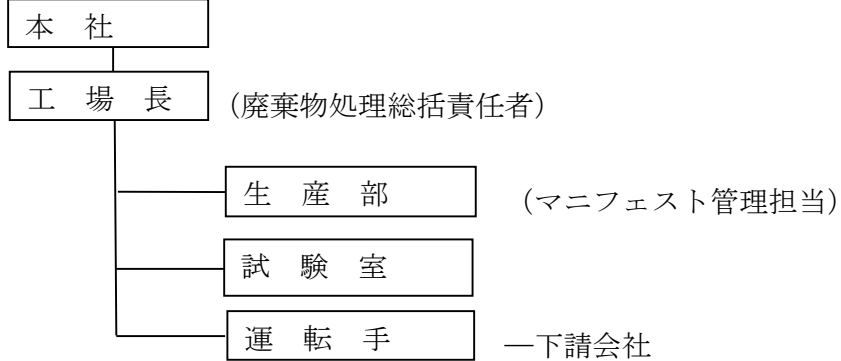 本 社
工 場 長 (廃棄物処理総括責任者)
生 産 部 (マニフェスト管理担当)
試 験 室
運 転 手 ―下請会社